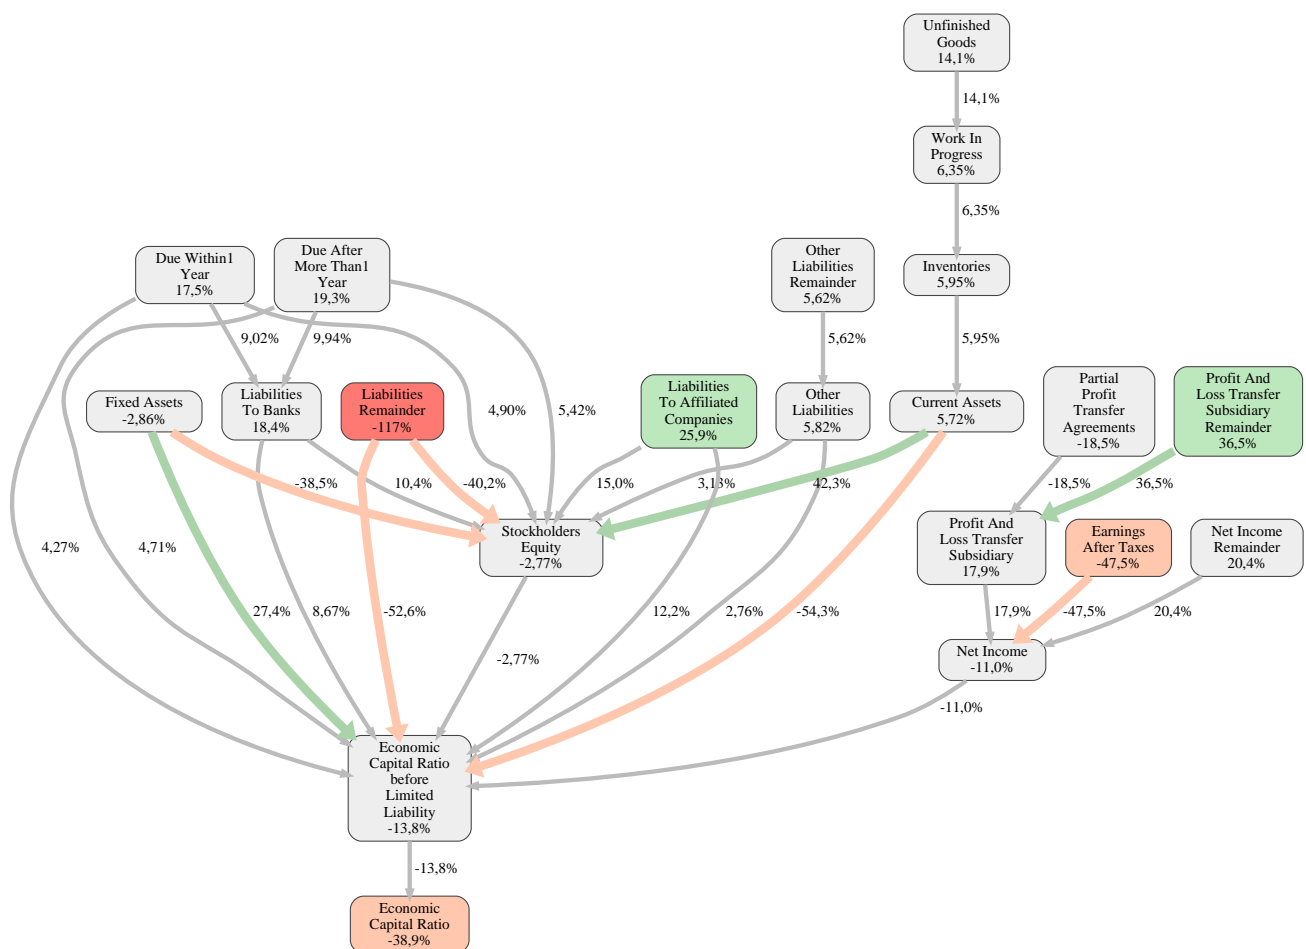 Unfinished
Goods
14,1%
14,1%
Work In
Progress
6,35%
6,35%
Due Within1
Year
17,5%
Due After
More Than1
Year
19,3%
Other
Liabilities
Remainder
5,62%
Inventories
5,95%
9,02%
9,94%
5,62%
5,95%
Fixed Assets
-2,86%
Liabilities
To Banks
18,4%
Liabilities
Remainder
-117%
4,90%
5,42%
Liabilities
To Affiliated
Companies
25,9%
Other
Liabilities
5,82%
Current Assets
5,72%
Partial
Profit
Transfer
Agreements
-18,5%
Profit And
Loss Transfer
Subsidiary
Remainder
36,5%
-38,5%
10,4%
-40,2%
15,0%
3,13%
42,3%
-18,5%
36,5%
4,27%
4,71%
Stockholders
Equity
-2,77%
Profit And
Loss Transfer
Subsidiary
17,9%
Earnings
After Taxes
-47,5%
Net Income
Remainder
20,4%
27,4%
8,67%
-52,6%
12,2%
2,76%
-54,3%
17,9%
-47,5%
20,4%
-2,77%
Net Income
-11,0%
-11,0%
Economic
Capital Ratio
before
Limited
Liability
-13,8%
-13,8%
Economic
Capital Ratio
-38,9%